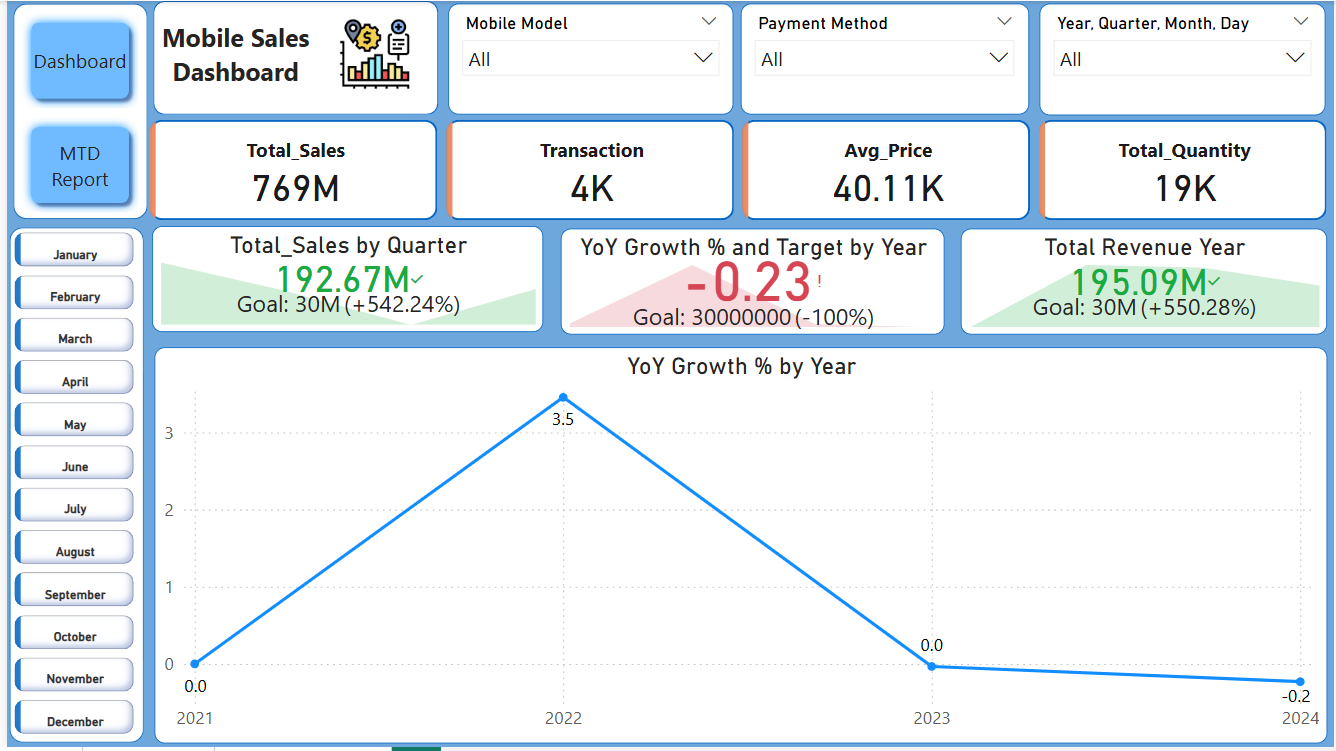 Dashboard
MTD
Report
Mobile Sales
Dashboard
Mobile Model
All
Payment Method
All
Year, Quarter, Month, Day
All
Total_Sales
769M
Transaction
4K
Avg_Price
40.11K
Total_Quantity
19K
January
February
March
April
May
June
July
August
September
October
November
December
Total_Sales by Quarter
192.67M
Goal: 30M (+542.24%)
YoY Growth % and Target by Year
-0.23!
Goal: 30000000 (-100%)
Total Revenue Year
195.09M
Goal: 30M (+550.28%)
YoY Growth % by Year
3
2
1
0
0.0
3.5
0.0
-0.2
2021
2022
2023
2024